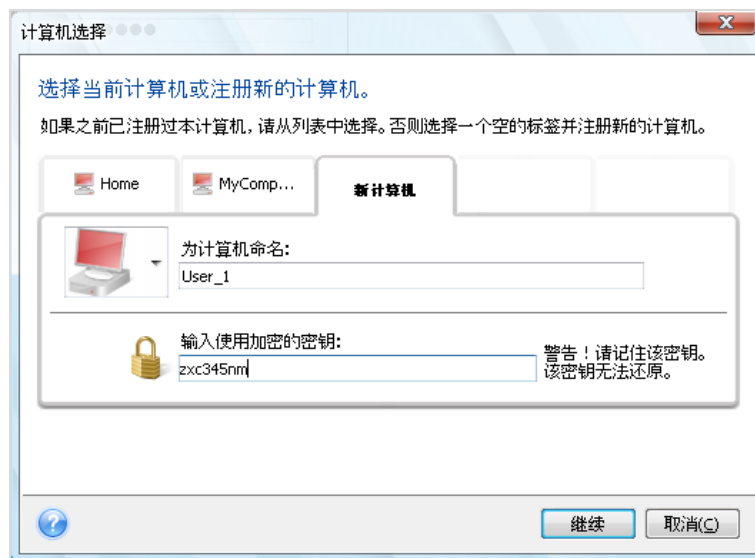 计算机选择
选择当前计算机或注册新的计算机。
如果之前已注册过本计算机,请从列表中选择。否则选择一个空的标签并注册新的计算机。
Home
MyComp...
新计算机
为计算机命名:
User_1
输入使用加密的密钥:
zxc345nm
警告！请记住该密钥。
该密钥无法还原。
?
继续
取消(C)